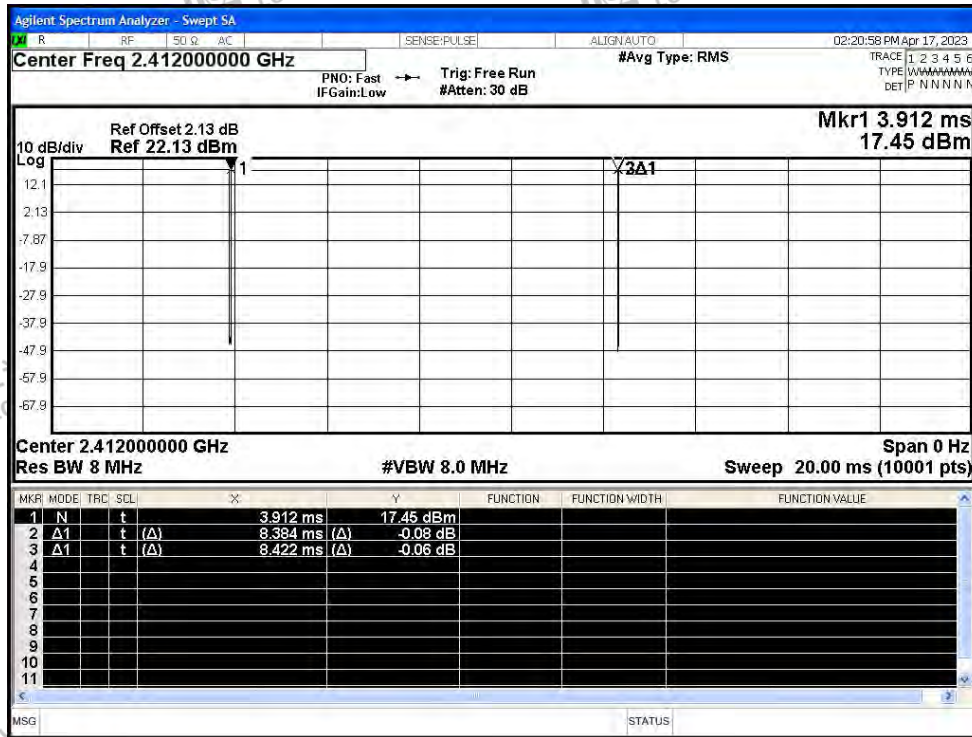 Agilent Spectrum Analyzer - Swept SA
LXI R RF 50 Ω AC SENSE:PULSE ALIGN AUTO 02:20:58 PM Apr 17, 2023
Center Freq 2.412000000 GHz #Avg Type: RMS TRACE 1 2 3 4 5 6
PNO: Fast Trig: Free Run TYPE WWWWWW
IFGain:Low #Atten: 30 dB DET P N N N N N
Mkr1 3.912 ms
Ref Offset 2.13 dB
10 dB/div Ref 22.13 dBm 17.45 dBm
Log
1 3Δ1
12.1
2.13
-7.87
-17.9
-27.9
-37.9
-47.9
-57.9
-67.9
Center 2.412000000 GHz Span 0 Hz
Res BW 8 MHz #VBW 8.0 MHz Sweep 20.00 ms (10001 pts)
MKR MODE TRC SCL X Y FUNCTION FUNCTION WIDTH FUNCTION VALUE
1 N t 3.912 ms 17.45 dBm
2 Δ1 t (Δ) 8.384 ms (Δ) -0.08 dB
3 Δ1 t (Δ) 8.422 ms (Δ) -0.06 dB
4
5
6
7
8
9
10
11
MSG STATUS